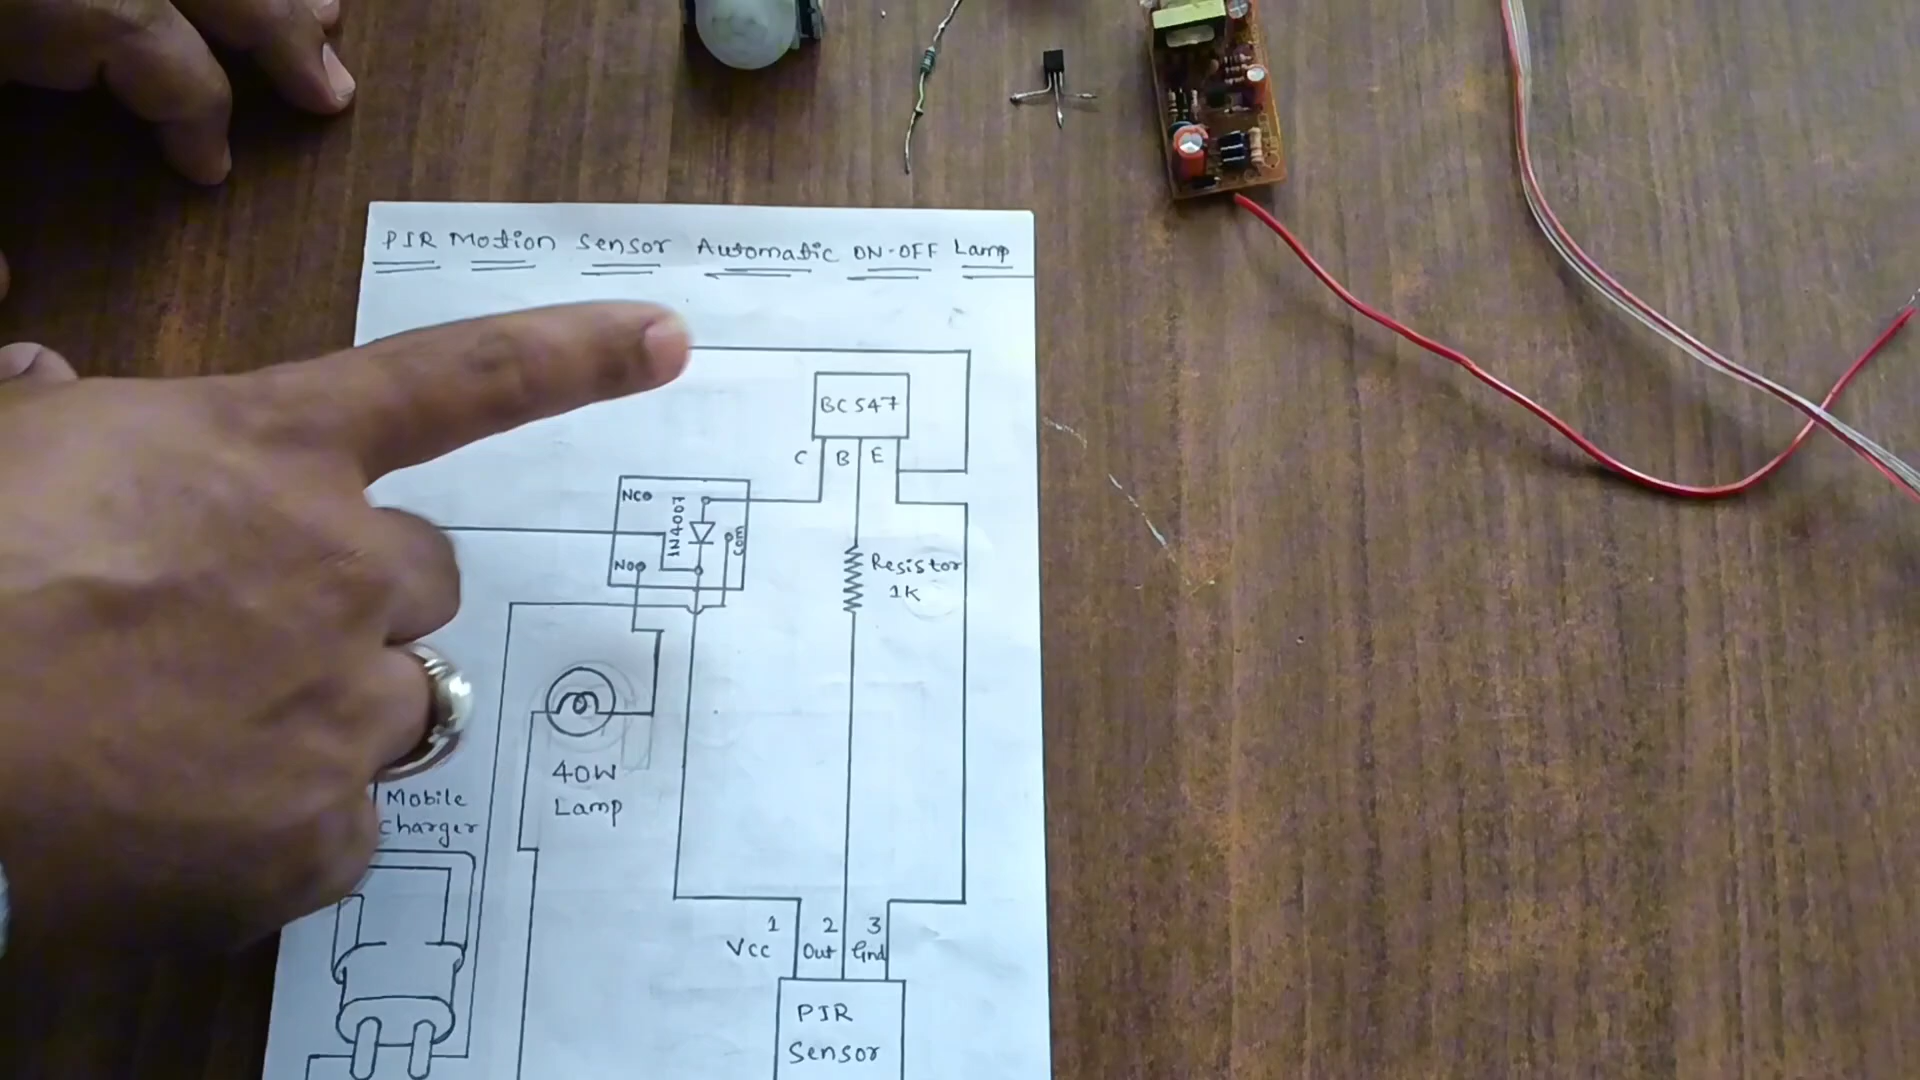 PIR Motion Sensor Automatic ON-OFF Lamp
BC547
C B E
NC
1N4007
com
NO
Resistor
1K
40W
Lamp
Mobile
charger
1 2 3
Vcc Out Gnd
PIR
Sensor